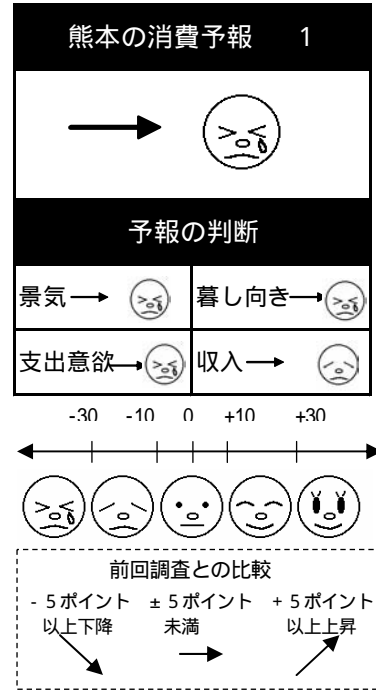 熊本の消費予報 1
予報の判断
景気 暮し向き
支出意欲 収入
-30 -10 0 +10 +30
前回調査との比較
- 5ポイント ± 5ポイント + 5ポイント
以上下降 未満 以上上昇